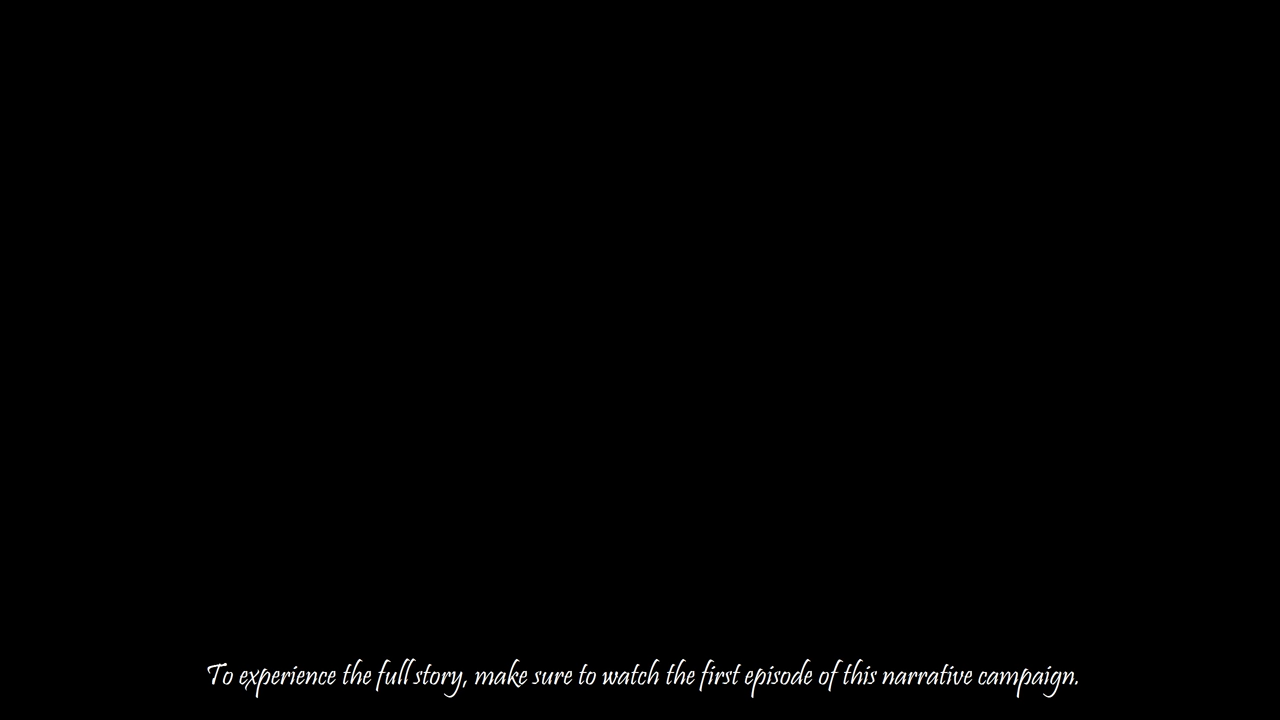 To experience the full story, make sure to watch the first episode of this narrative campaign.